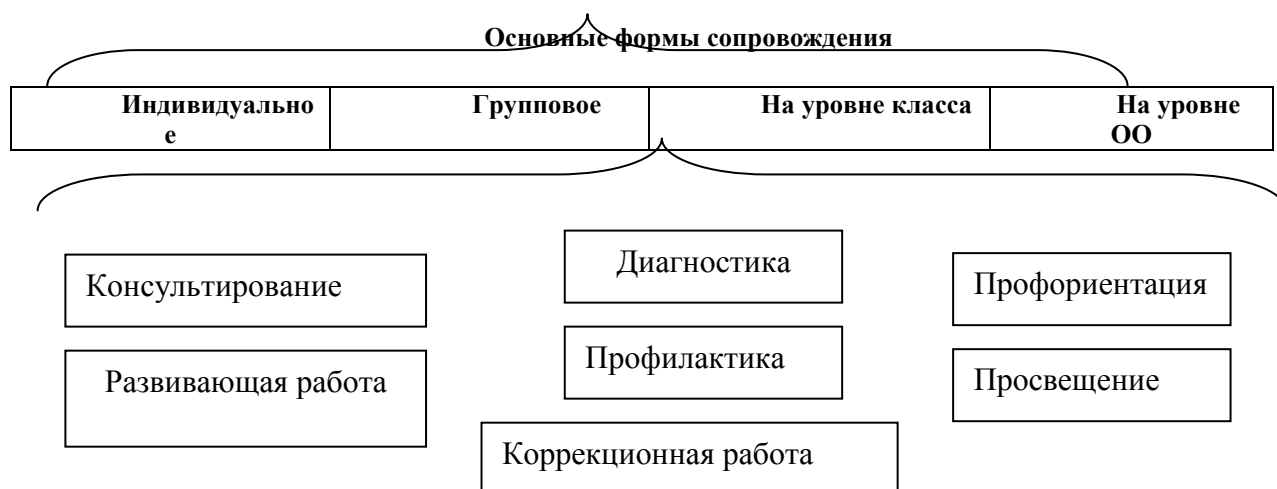 Основные формы сопровождения
Индивидуально
е
Групповое
На уровне класса
На уровне
ОО
Консультирование
Диагностика
Профориентация
Развивающая работа
Профилактика
Просвещение
Коррекционная работа